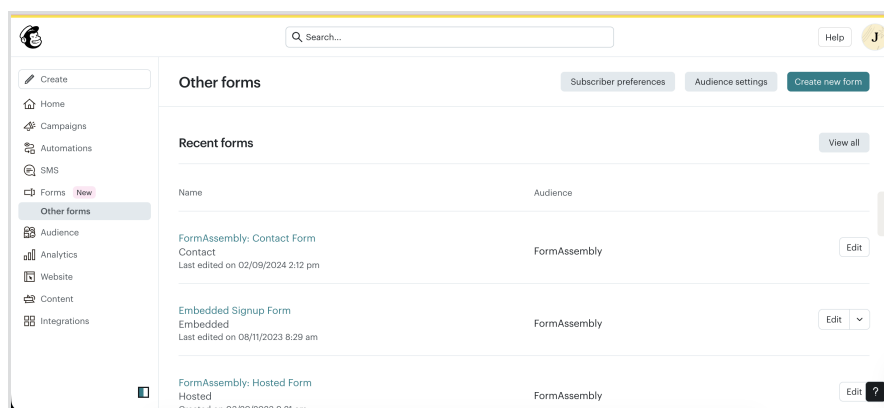 Search...
Help
J
Create
Home
Campaigns
Automations
SMS
Forms New
Other forms
Audience
Analytics
Website
Content
Integrations
Other forms
Subscriber preferences
Audience settings
Create new form
Recent forms
View all
Name
Audience
FormAssembly: Contact Form
Contact
Last edited on 02/09/2024 2:12 pm
FormAssembly
Edit
Embedded Signup Form
Embedded
Last edited on 08/11/2023 8:29 am
FormAssembly
Edit
FormAssembly: Hosted Form
Hosted
FormAssembly
Edit
?